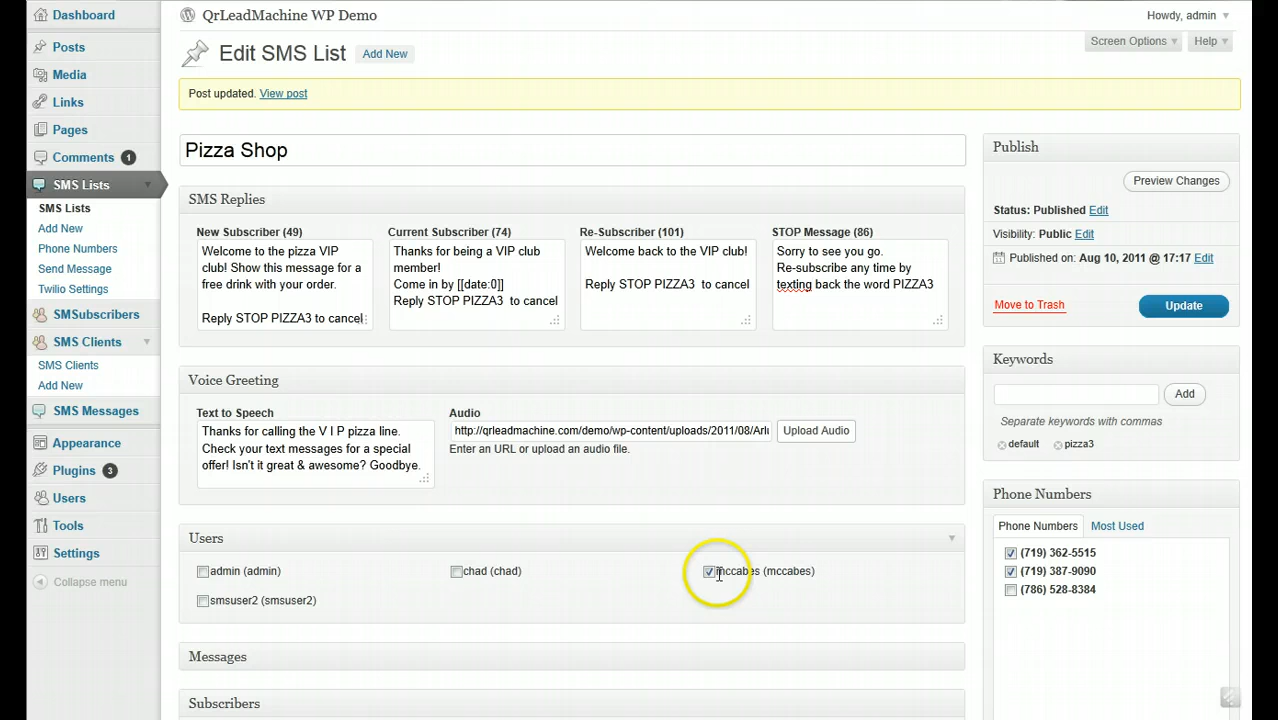 Dashboard
Posts
Media
Links
Pages
Comments 1
SMS Lists
SMS Lists
Add New
Phone Numbers
Send Message
Twilio Settings
SMSubscribers
SMS Clients
SMS Clients
Add New
SMS Messages
Appearance
Plugins 3
Users
Tools
Settings
Collapse menu
QrLeadMachine WP Demo
Howdy, admin
Screen Options
Help
Edit SMS List
Add New
Post updated. View post
Pizza Shop
SMS Replies
New Subscriber (49)
Welcome to the pizza VIP
club! Show this message for a
free drink with your order.
Reply STOP PIZZA3 to cancel
Current Subscriber (74)
Thanks for being a VIP club
member!
Come in by [[date:0]]
Reply STOP PIZZA3 to cancel
Re-Subscriber (101)
Welcome back to the VIP club!
Reply STOP PIZZA3 to cancel
STOP Message (86)
Sorry to see you go.
Re-subscribe any time by
texting back the word PIZZA3
Voice Greeting
Text to Speech
Thanks for calling the V I P pizza line.
Check your text messages for a special
offer! Isn't it great & awesome? Goodbye.
Audio
http://qrleadmachine.com/demo/wp-content/uploads/2011/08/Arlu
Upload Audio
Enter an URL or upload an audio file.
Users
admin (admin)
chad (chad)
mccabes (mccabes)
smsuser2 (smsuser2)
Messages
Subscribers
Publish
Preview Changes
Status: Published Edit
Visibility: Public Edit
Published on: Aug 10, 2011 @ 17:17 Edit
Move to Trash
Update
Keywords
Add
Separate keywords with commas
default
pizza3
Phone Numbers
Phone Numbers
Most Used
(719) 362-5515
(719) 387-9090
(786) 528-8384